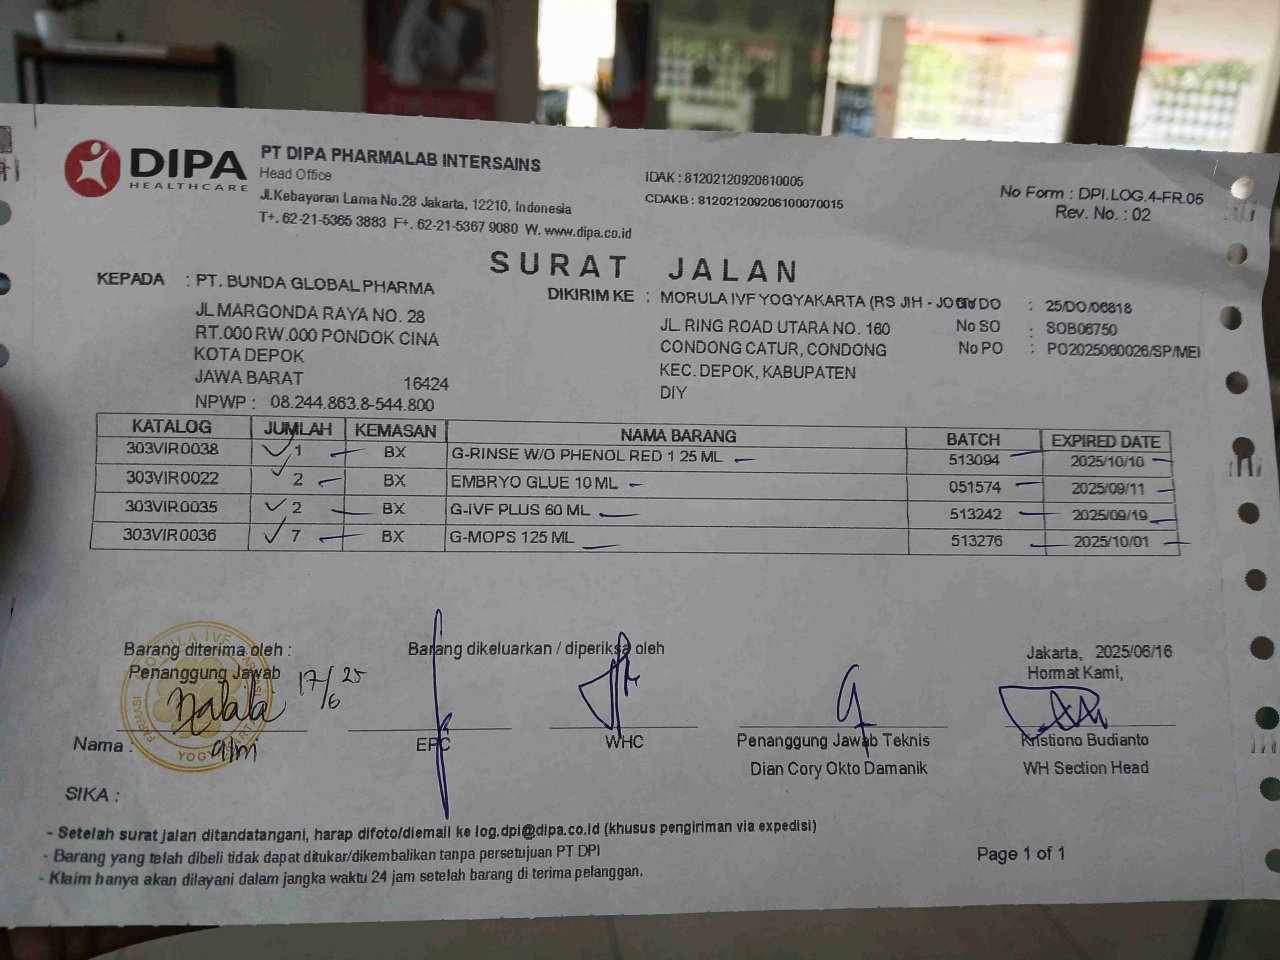 DIPA
HEALTHCARE
PT DIPA PHARMALAB INTERSAINS
Head Office
Jl.Kebayoran Lama No.28 Jakarta, 12210, Indonesia
T+. 62-21-5365 3883 F+. 62-21-5367 9080 W. www.dipa.co.id
IDAK : 81202120920610005
CDAKB : 812021209206100070015
No Form : DPI.LOG.4-FR.05
Rev. No. : 02
SURAT JALAN
KEPADA : PT. BUNDA GLOBAL PHARMA
JL MARGONDA RAYA NO. 28
RT.000 RW.000 PONDOK CINA
KOTA DEPOK
JAWA BARAT 16424
NPWP : 08.244.863.8-544.800
DIKIRIM KE : MORULA IVF YOGYAKARTA (RS JIH -
JL. RING ROAD UTARA NO. 160
CONDONG CATUR, CONDONG
KEC. DEPOK, KABUPATEN
DIY
DO : 25/DO/06818
No SO : SOB06750
No PO : PO2025060026/SP/MEI
KATALOG JUMLAH KEMASAN NAMA BARANG BATCH EXPIRED DATE
303VIR0038 1 BX G-RINSE W/O PHENOL RED 1 25 ML 513094 2025/10/10
303VIR0022 2 BX EMBRYO GLUE 10 ML 051574 2025/09/11
303VIR0035 2 BX G-IVF PLUS 60 ML 513242 2025/09/19
303VIR0036 7 BX G-MOPS 125 ML 513276 2025/10/01
Barang diterima oleh :
Penanggung Jawab
17/6 25
Nama :
YOGYAKARTA
Barang dikeluarkan / diperiksa oleh
EPC
WHC
Penanggung Jawab Teknis
Dian Cory Okto Damanik
Jakarta, 2025/06/16
Hormat Kami,
Kristiono Budianto
WH Section Head
SIKA :
- Setelah surat jalan ditandatangani, harap difoto/diemail ke log.dpi@dipa.co.id (khusus pengiriman via expedisi)
- Barang yang telah dibeli tidak dapat ditukar/dikembalikan tanpa persetujuan PT DPI
- Klaim hanya akan dilayani dalam jangka waktu 24 jam setelah barang di terima pelanggan.
Page 1 of 1